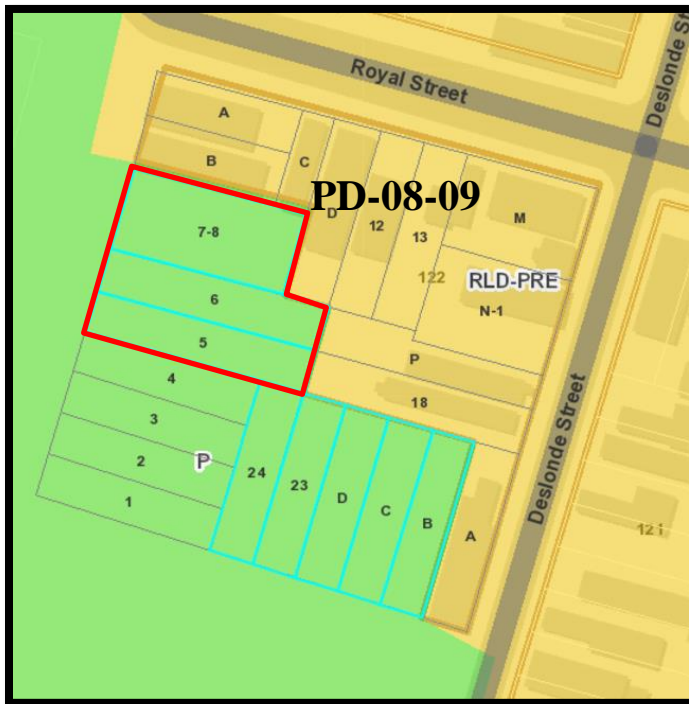 Royal Street
Deslonde St
A
B
C
PD-08-09
D
12
13
M
7-8
122
RLD-PRE
N-1
6
5
P
4
18
3
2
P
24
23
D
C
B
A
1
Deslonde Street
121